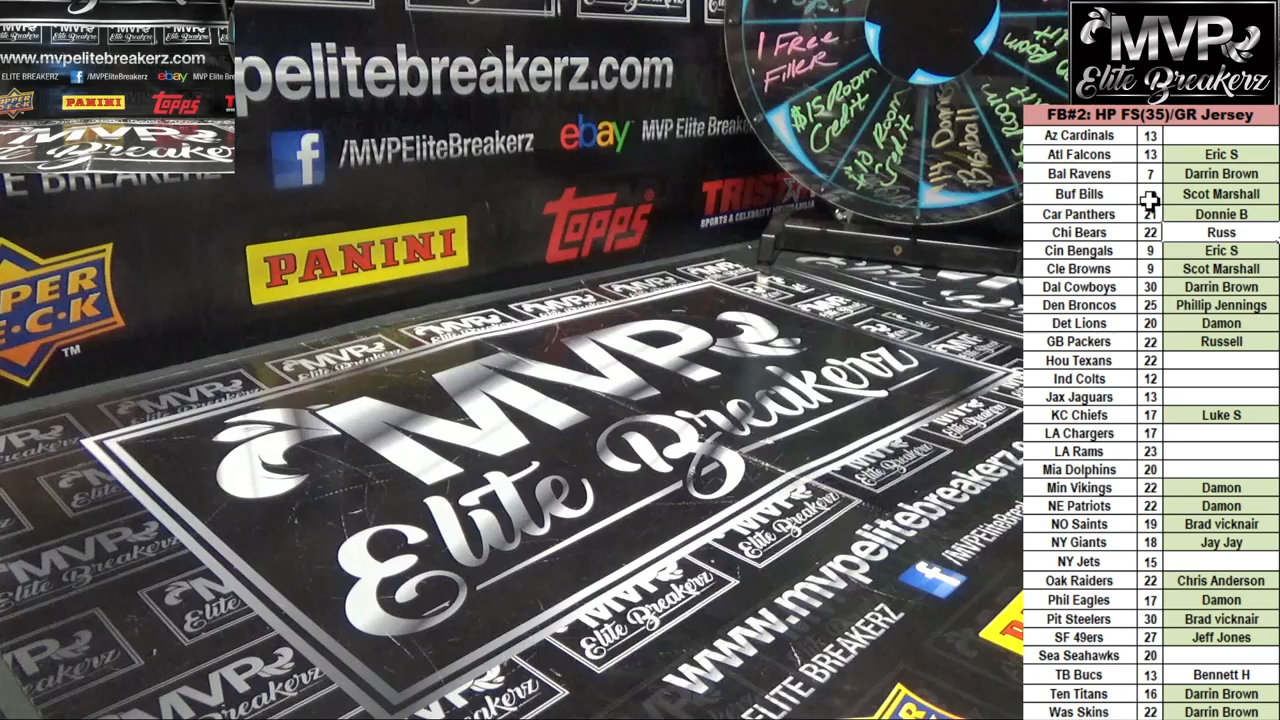 www.mvpelitebreakerz.com
ELITE BREAKERZ
/MVPEliteBreakerz
ebay
PANINI
TOPPS
pelitebreakerz.com
/MVPEliteBreakerz
ebay
MVP Elite Breake
PANINI
TOPPS
TRIST
SPORTS & CELEBRITY
TM
1 Free
Filler
$15 Room
Credit
$10 Room
Credit
MVP
Elite Breakerz
www.mvpelitebreakerz
/MVPEliteBrea
ELITE BREAKERZ
MVP
Elite Breakerz
FB#2: HP FS(35)/GR Jersey
Az Cardinals 13
Atl Falcons 13 Eric S
Bal Ravens 7 Darrin Brown
Buf Bills Scot Marshall
Car Panthers 21 Donnie B
Chi Bears 22 Russ
Cin Bengals 9 Eric S
Cle Browns 9 Scot Marshall
Dal Cowboys 30 Darrin Brown
Den Broncos 25 Phillip Jennings
Det Lions 20 Damon
GB Packers 22 Russell
Hou Texans 22
Ind Colts 12
Jax Jaguars 13
KC Chiefs 17 Luke S
LA Chargers 17
LA Rams 23
Mia Dolphins 20
Min Vikings 22 Damon
NE Patriots 22 Damon
NO Saints 19 Brad vicknair
NY Giants 18 Jay Jay
NY Jets 15
Oak Raiders 22 Chris Anderson
Phil Eagles 17 Damon
Pit Steelers 30 Brad vicknair
SF 49ers 27 Jeff Jones
Sea Seahawks 20
TB Bucs 13 Bennett H
Ten Titans 16 Darrin Brown
Was Skins 22 Darrin Brown